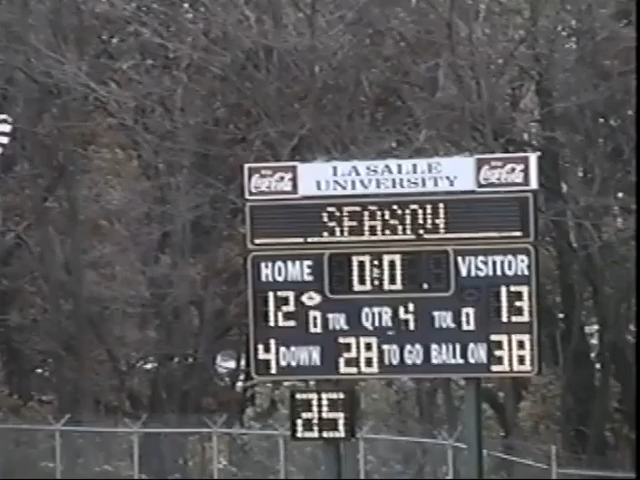 Coca-Cola LA SALLE UNIVERSITY Coca-Cola
SEASON
HOME 0:0 VISITOR
12 0 TOL QTR 4 TOL 0 13
4 DOWN 28 TO GO BALL ON 38
25